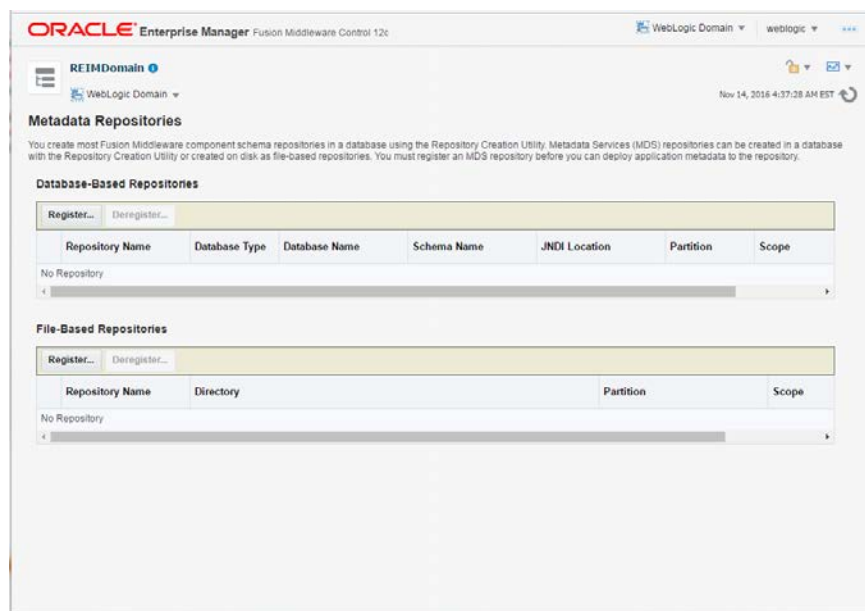 ORACLE Enterprise Manager Fusion Middleware Control 12c WebLogic Domain weblogic
REIMDomain
WebLogic Domain Nov 14, 2016 4:37:28 AM EST
Metadata Repositories
You create most Fusion Middleware component schema repositories in a database using the Repository Creation Utility. Metadata Services (MDS) repositories can be created in a database
with the Repository Creation Utility or created on disk as file-based repositories. You must register an MDS repository before you can deploy application metadata to the repository.
Database-Based Repositories
Register... Deregister...
Repository Name Database Type Database Name Schema Name JNDI Location Partition Scope
No Repository
File-Based Repositories
Register... Deregister...
Repository Name Directory Partition Scope
No Repository